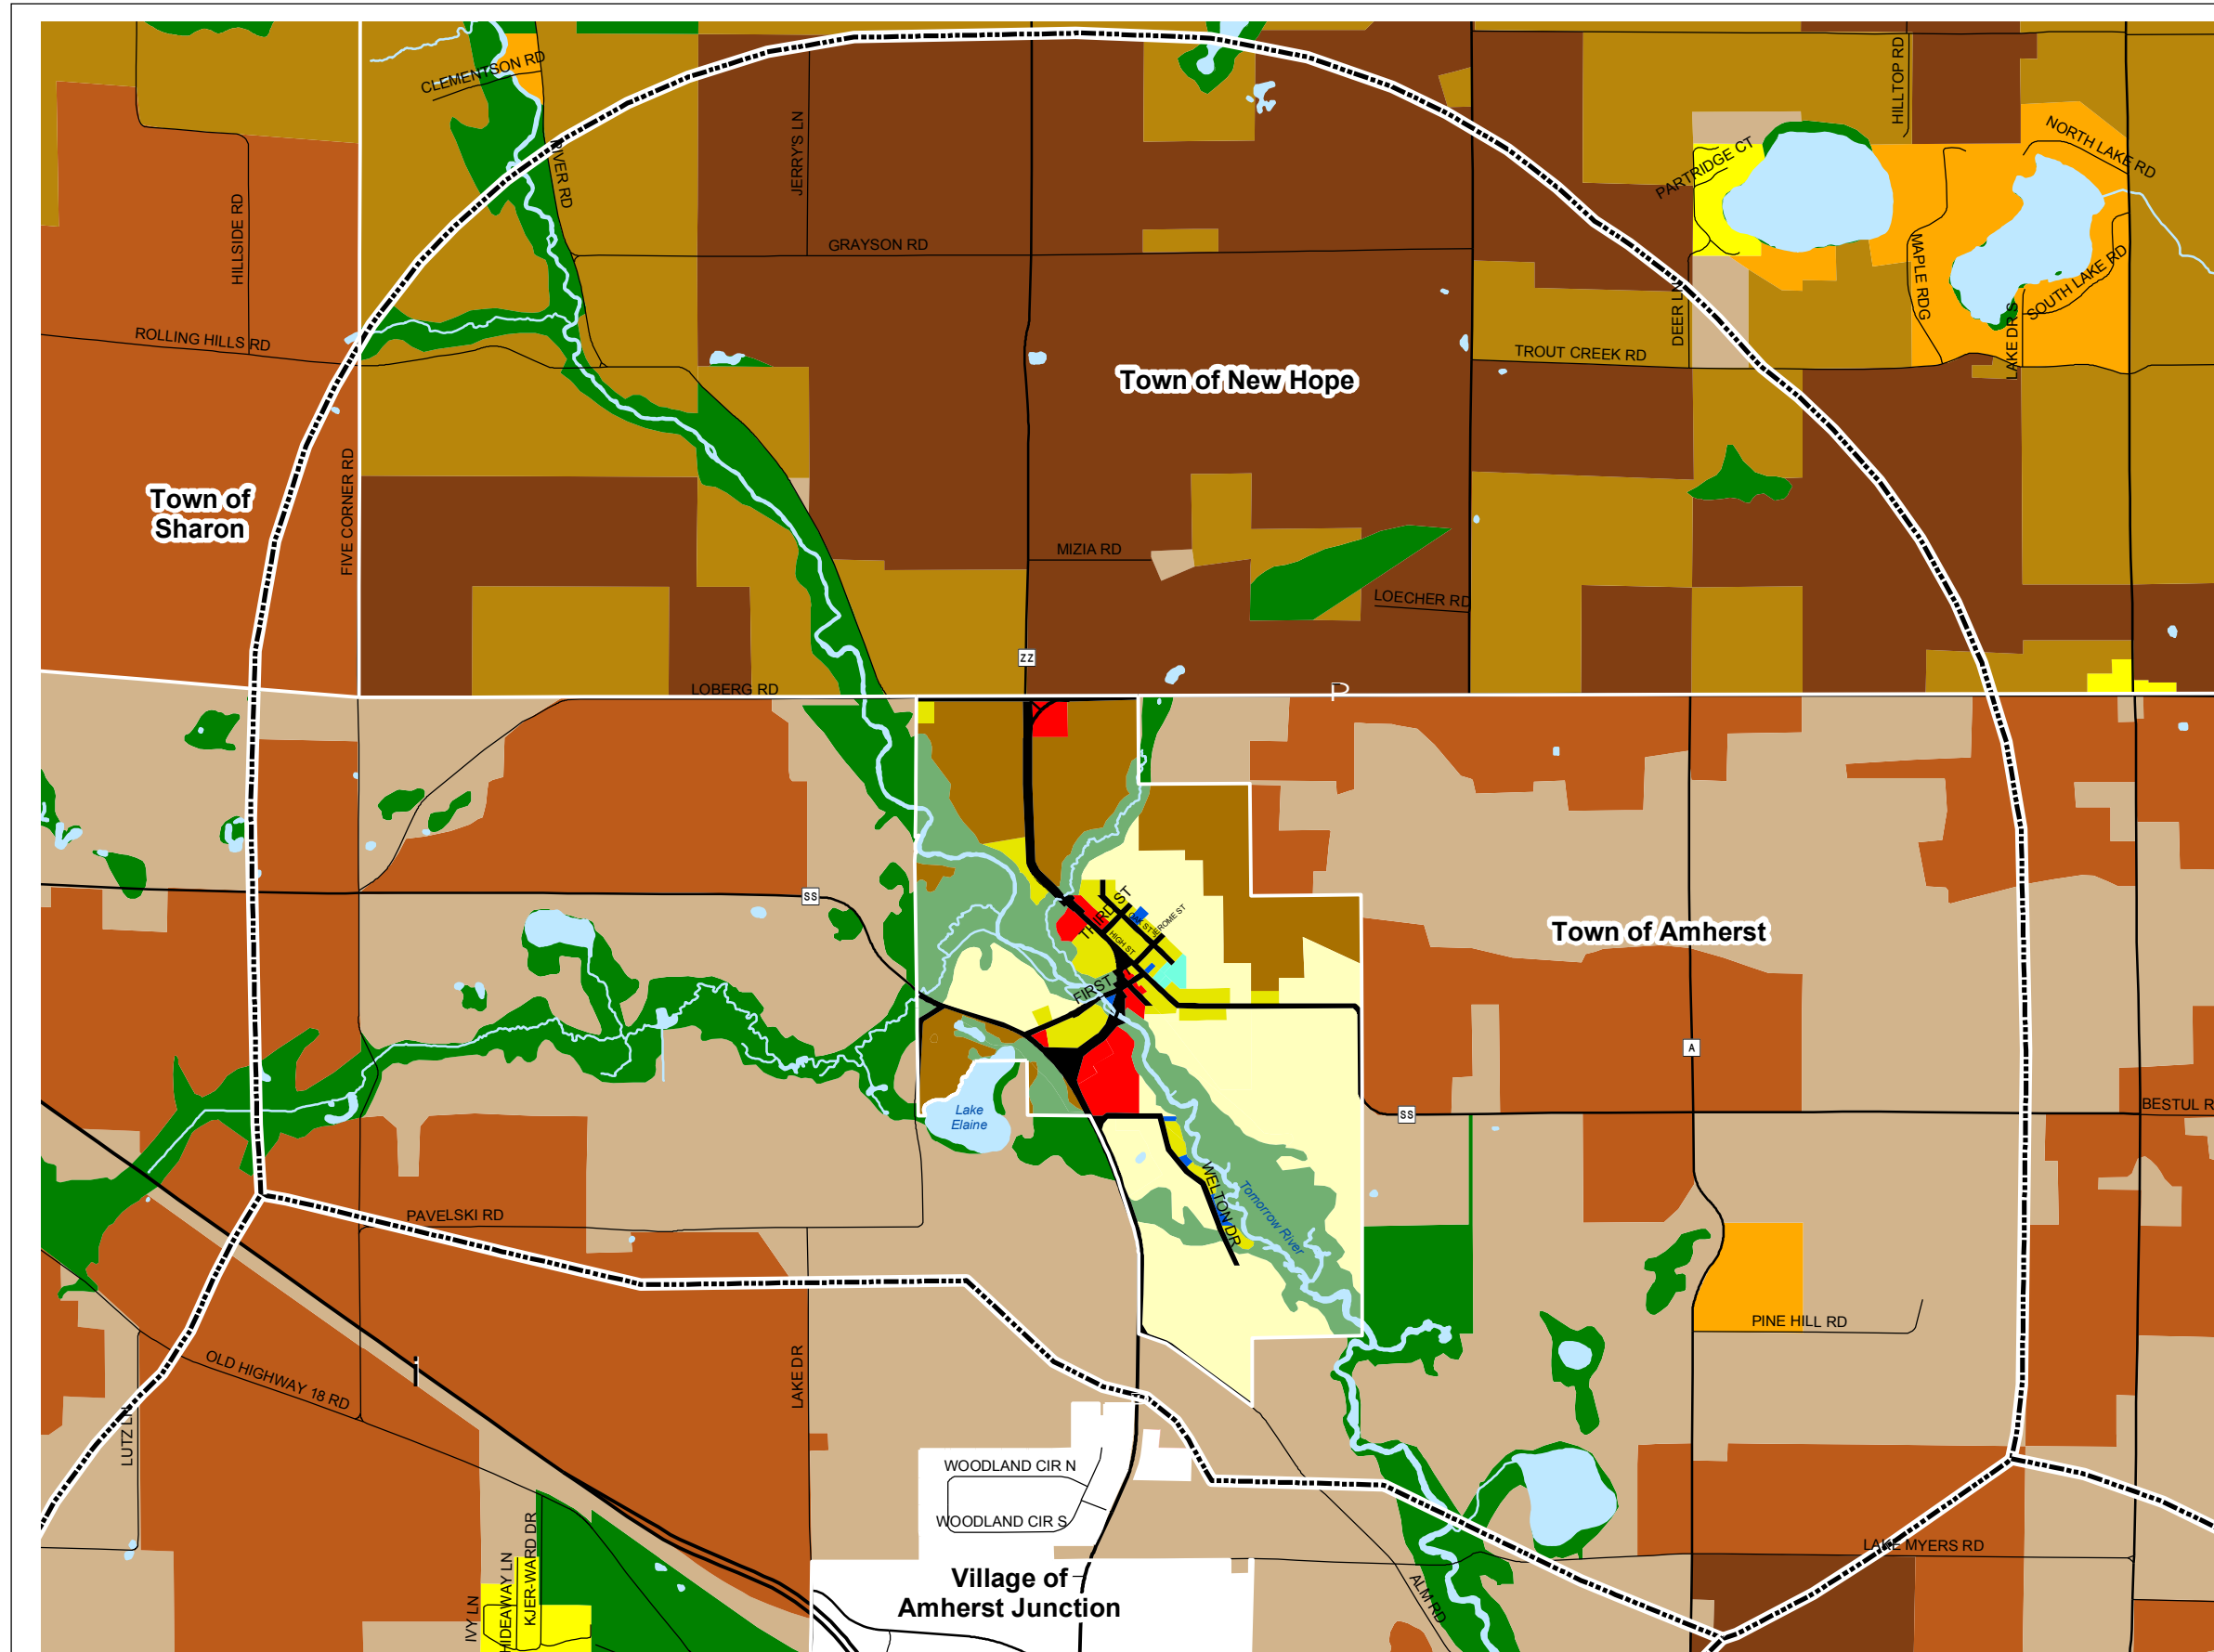 CLEMENTSON RD
HILLTOP RD
NORTH LAKE RD
PARTRIDGE CT
JERRY'S LN
RIVER RD
HILLSIDE RD
GRAYSON RD
MAPLE RDG
SOUTH LAKE RD
DEER LN
LAKE DR S
ROLLING HILLS RD
TROUT CREEK RD
Town of New Hope
Town of
Sharon
FIVE CORNER RD
MIZIA RD
LOECHER RD
ZZ
LOBERG RD
P
SS
THIRD ST
OAK ST
JEROME ST
HIGH ST
Town of Amherst
FIRST
A
Lake
Elaine
SS
BESTUL R
WELTON DR
Tomorrow River
PAVELSKI RD
PINE HILL RD
OLD HIGHWAY 18 RD
LAKE DR
LUTZ LN
WOODLAND CIR N
WOODLAND CIR S
LAKE MYERS RD
IVY LN
HIDEAWAY LN
KJER-WARD DR
Village of
Amherst Junction
ALM RD